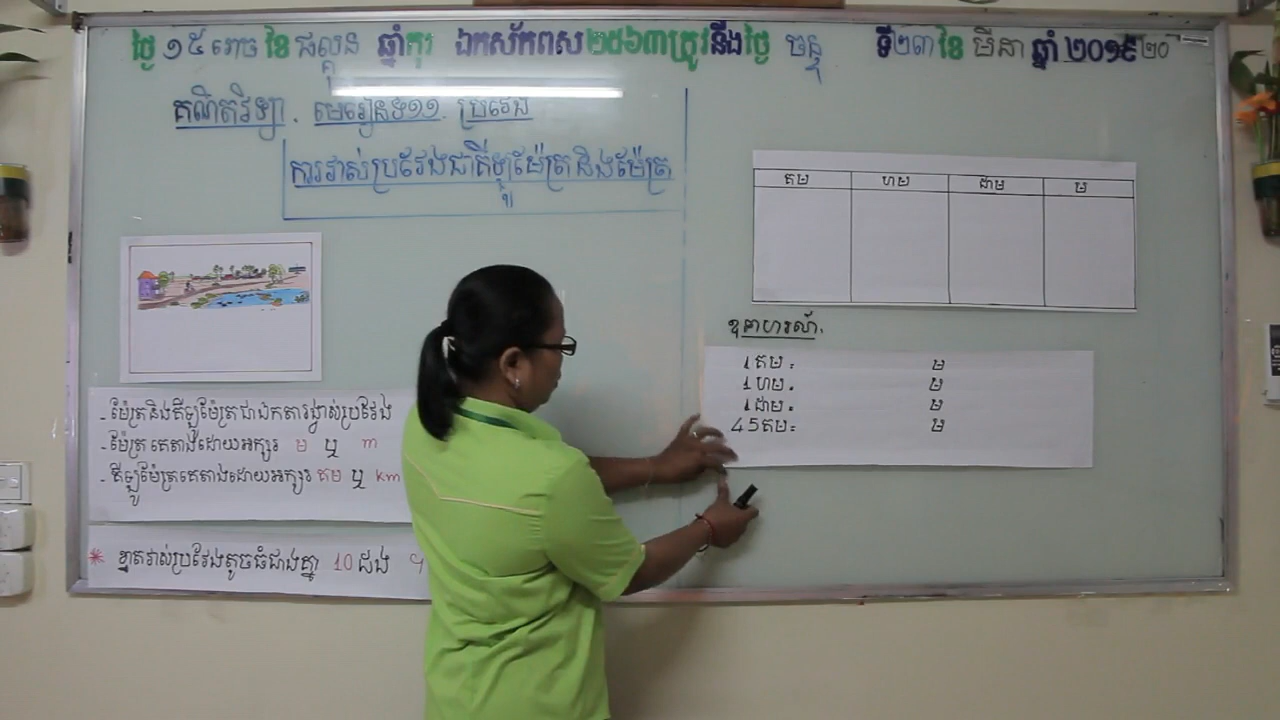 ថ្ងៃ ១៥ រោច ខែ ផល្គុន ឆ្នាំកុរ ឯកស័កពស ២៥៦៣ ត្រូវនឹងថ្ងៃ ចន្ទ ទី២៣ ខែ មីនា ឆ្នាំ ២០១៩២០
គណិតវិទ្យា . មេរៀនទី១១. ប្រវែង
ការវាស់ប្រវែងជាគីឡូម៉ែត្រ និងម៉ែត្រ
- ម៉ែត្រនិងគីឡូម៉ែត្រជាឯកតារង្វាស់ប្រវែង
- ម៉ែត្រ គេតាងដោយអក្សរ ម ឬ m
- គីឡូម៉ែត្រគេតាងដោយអក្សរ គម ឬ km
* ខ្នាតវាស់ប្រវែងតូចធំជាងគ្នា 10 ដង
គម ហម ដាម ម
ឧទាហរណ៍.
1គម = ម
1ហម = ម
1ដាម = ម
45គម= ម